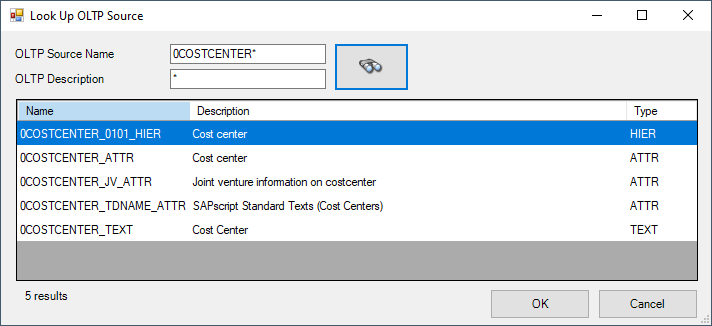 Look Up OLTP Source
OLTP Source Name 0COSTCENTER*
OLTP Description *
Name Description Type
0COSTCENTER_0101_HIER Cost center HIER
0COSTCENTER_ATTR Cost center ATTR
0COSTCENTER_JV_ATTR Joint venture information on costcenter ATTR
0COSTCENTER_TDNAME_ATTR SAPscript Standard Texts (Cost Centers) ATTR
0COSTCENTER_TEXT Cost Center TEXT
5 results
OK Cancel